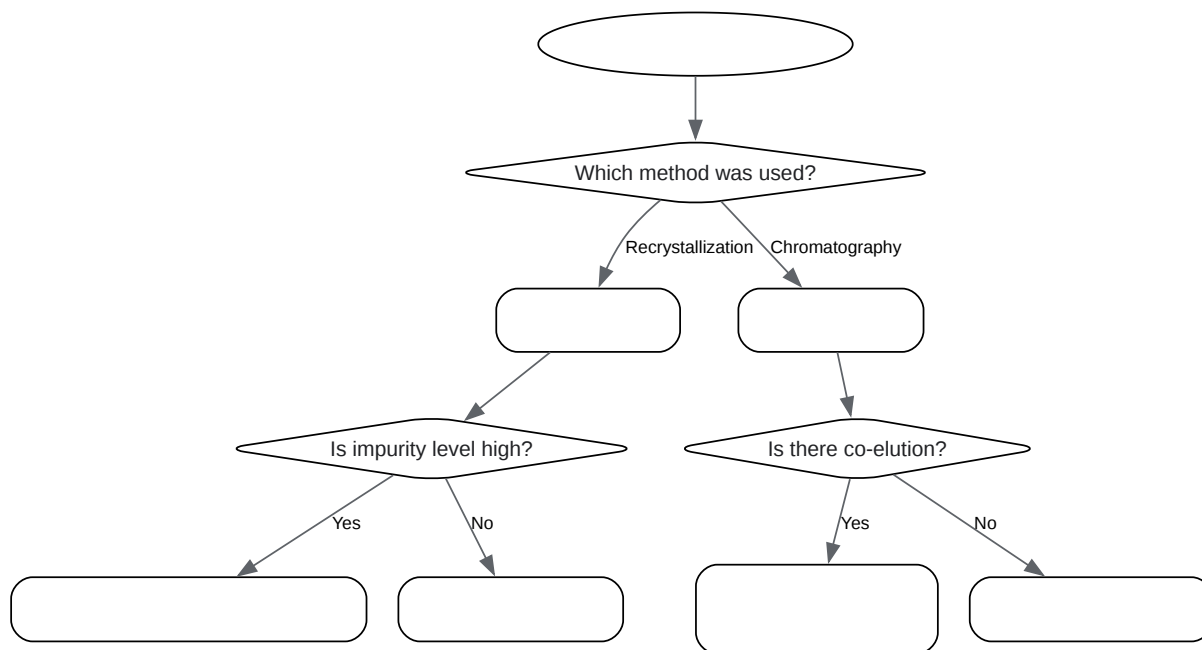 Which method was used?
Recrystallization
Chromatography
Is impurity level high?
Is there co-elution?
Yes
No
Yes
No